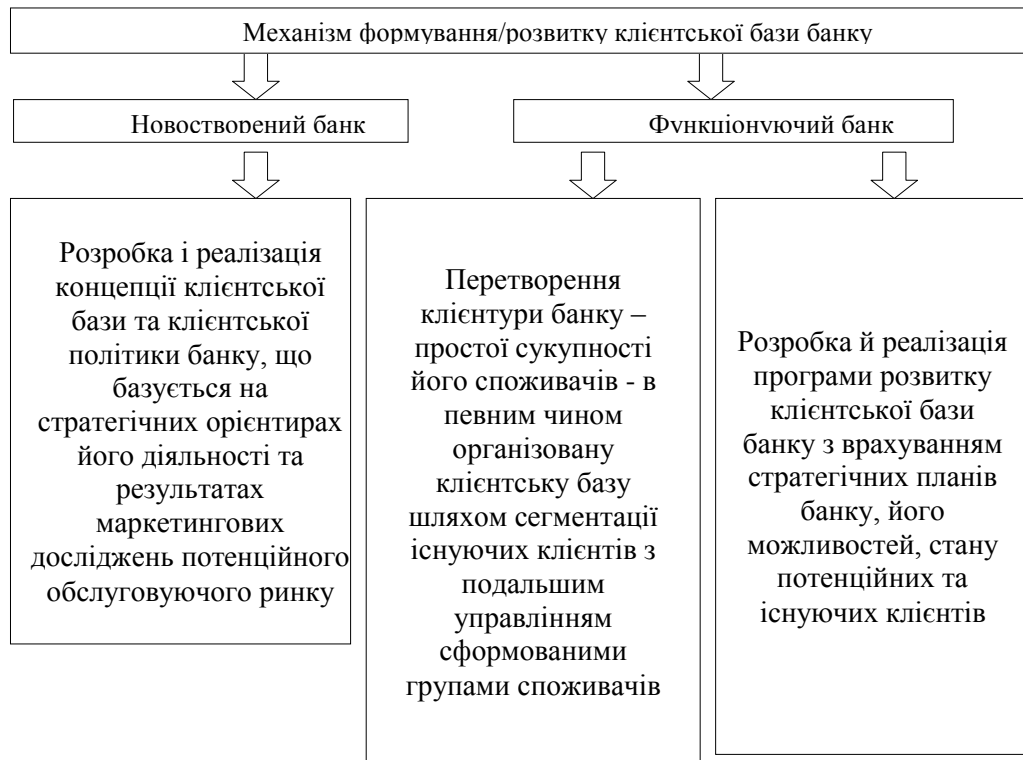 Механізм формування/розвитку клієнтської бази банку
Новостворений банк
Функціонуючий банк
Розробка і реалізація
концепції клієнтської
бази та клієнтської
політики банку, що
базується на
стратегічних орієнтирах
його діяльності та
результатах
маркетингових
досліджень потенційного
обслуговуючого ринку
Перетворення
клієнтури банку –
простої сукупності
його споживачів - в
певним чином
організовану
клієнтську базу
шляхом сегментації
існуючих клієнтів з
подальшим
управлінням
сформованими
групами споживачів
Розробка й реалізація
програми розвитку
клієнтської бази
банку з врахуванням
стратегічних планів
банку, його
можливостей, стану
потенційних та
існуючих клієнтів